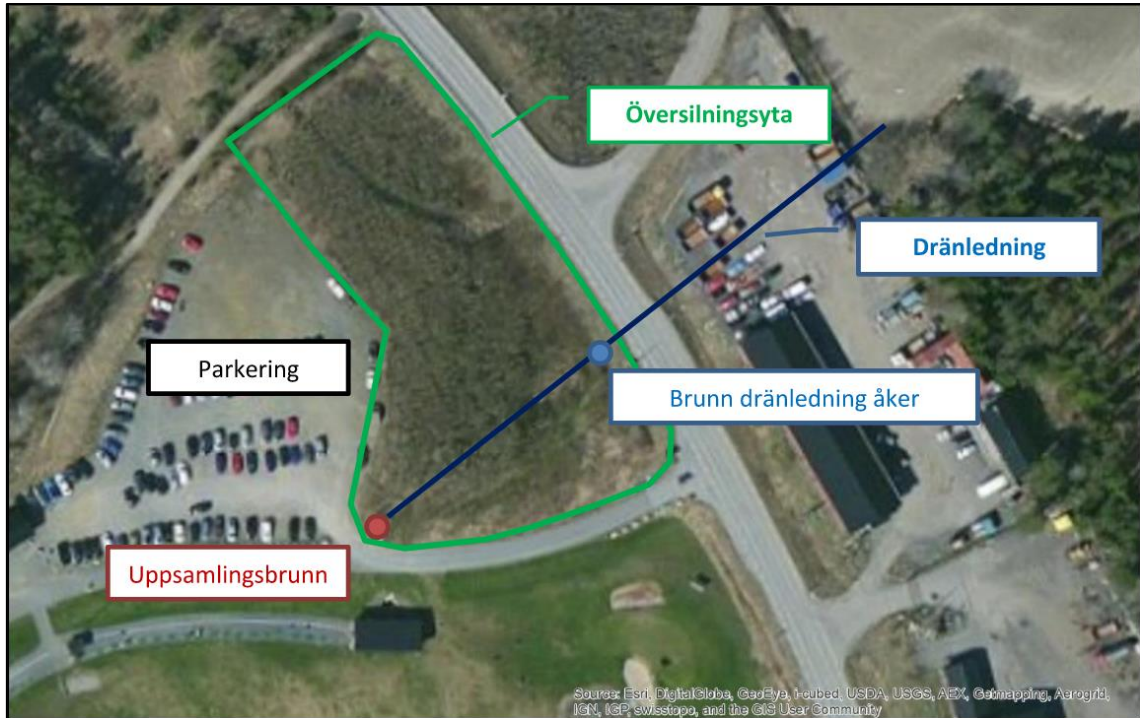 Översilningsyta
Dränledning
Parkering
Brunn dränledning åker
Uppsamlingsbrunn
Source: Esri, DigitalGlobe, GeoEye, i-cubed, USDA, USGS, AEX, Getmapping, Aerogrid,
IGN, IGP, swisstopo, and the GIS User Community